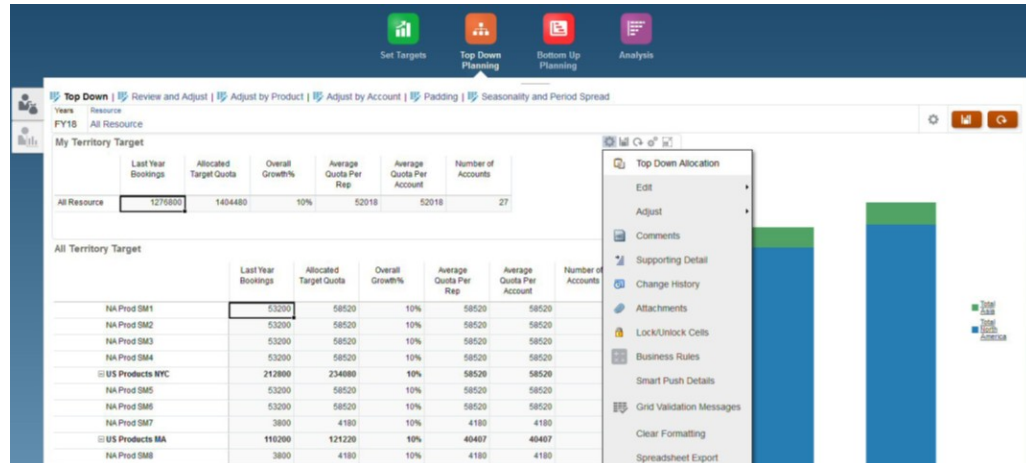 Set Targets
Top Down Planning
Bottom Up Planning
Analysis
Top Down | Review and Adjust | Adjust by Product | Adjust by Account | Padding | Seasonality and Period Spread
Years Resource
FY18 All Resource
My Territory Target
Last Year Bookings Allocated Target Quota Overall Growth% Average Quota Per Rep Average Quota Per Account Number of Accounts
All Resource 1276800 1404480 10% 52018 52018 27
All Territory Target
Last Year Bookings Allocated Target Quota Overall Growth% Average Quota Per Rep Average Quota Per Account Number of Accounts
NA Prod SM1 53200 58520 10% 58520 58520
NA Prod SM2 53200 58520 10% 58520 58520
NA Prod SM3 53200 58520 10% 58520 58520
NA Prod SM4 53200 58520 10% 58520 58520
US Products NYC 212800 234080 10% 58520 58520
NA Prod SM5 53200 58520 10% 58520 58520
NA Prod SM6 53200 58520 10% 58520 58520
NA Prod SM7 3800 4180 10% 4180 4180
US Products MA 110200 121220 10% 40407 40407
NA Prod SM8 3800 4180 10% 4180 4180
Top Down Allocation
Edit
Adjust
Comments
Supporting Detail
Change History
Attachments
Lock/Unlock Cells
Business Rules
Smart Push Details
Grid Validation Messages
Clear Formatting
Spreadsheet Export
Total Asia
Total North America